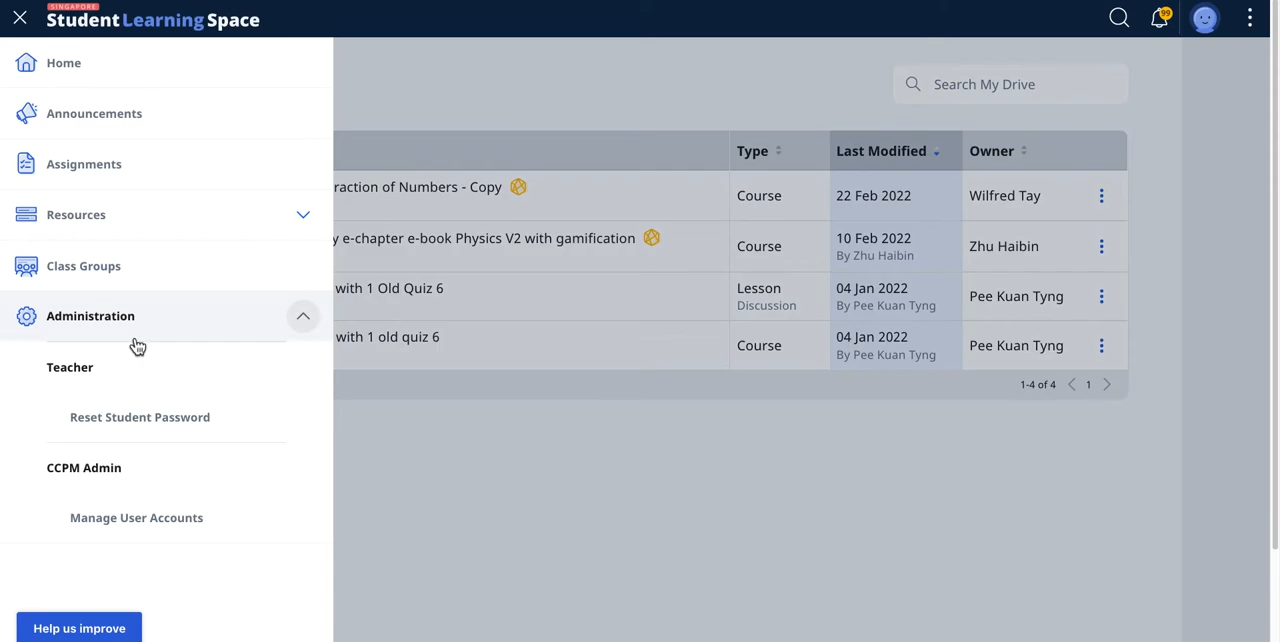 SINGAPORE
Student Learning Space
99
Home
Announcements
Assignments
Resources
Class Groups
Administration
Teacher
Reset Student Password
CCPM Admin
Manage User Accounts
Help us improve
Search My Drive
Type Last Modified Owner
raction of Numbers - Copy Course 22 Feb 2022 Wilfred Tay
y e-chapter e-book Physics V2 with gamification Course 10 Feb 2022 Zhu Haibin
By Zhu Haibin
with 1 Old Quiz 6 Lesson 04 Jan 2022 Pee Kuan Tyng
Discussion By Pee Kuan Tyng
with 1 old quiz 6 Course 04 Jan 2022 Pee Kuan Tyng
By Pee Kuan Tyng
1-4 of 4 1